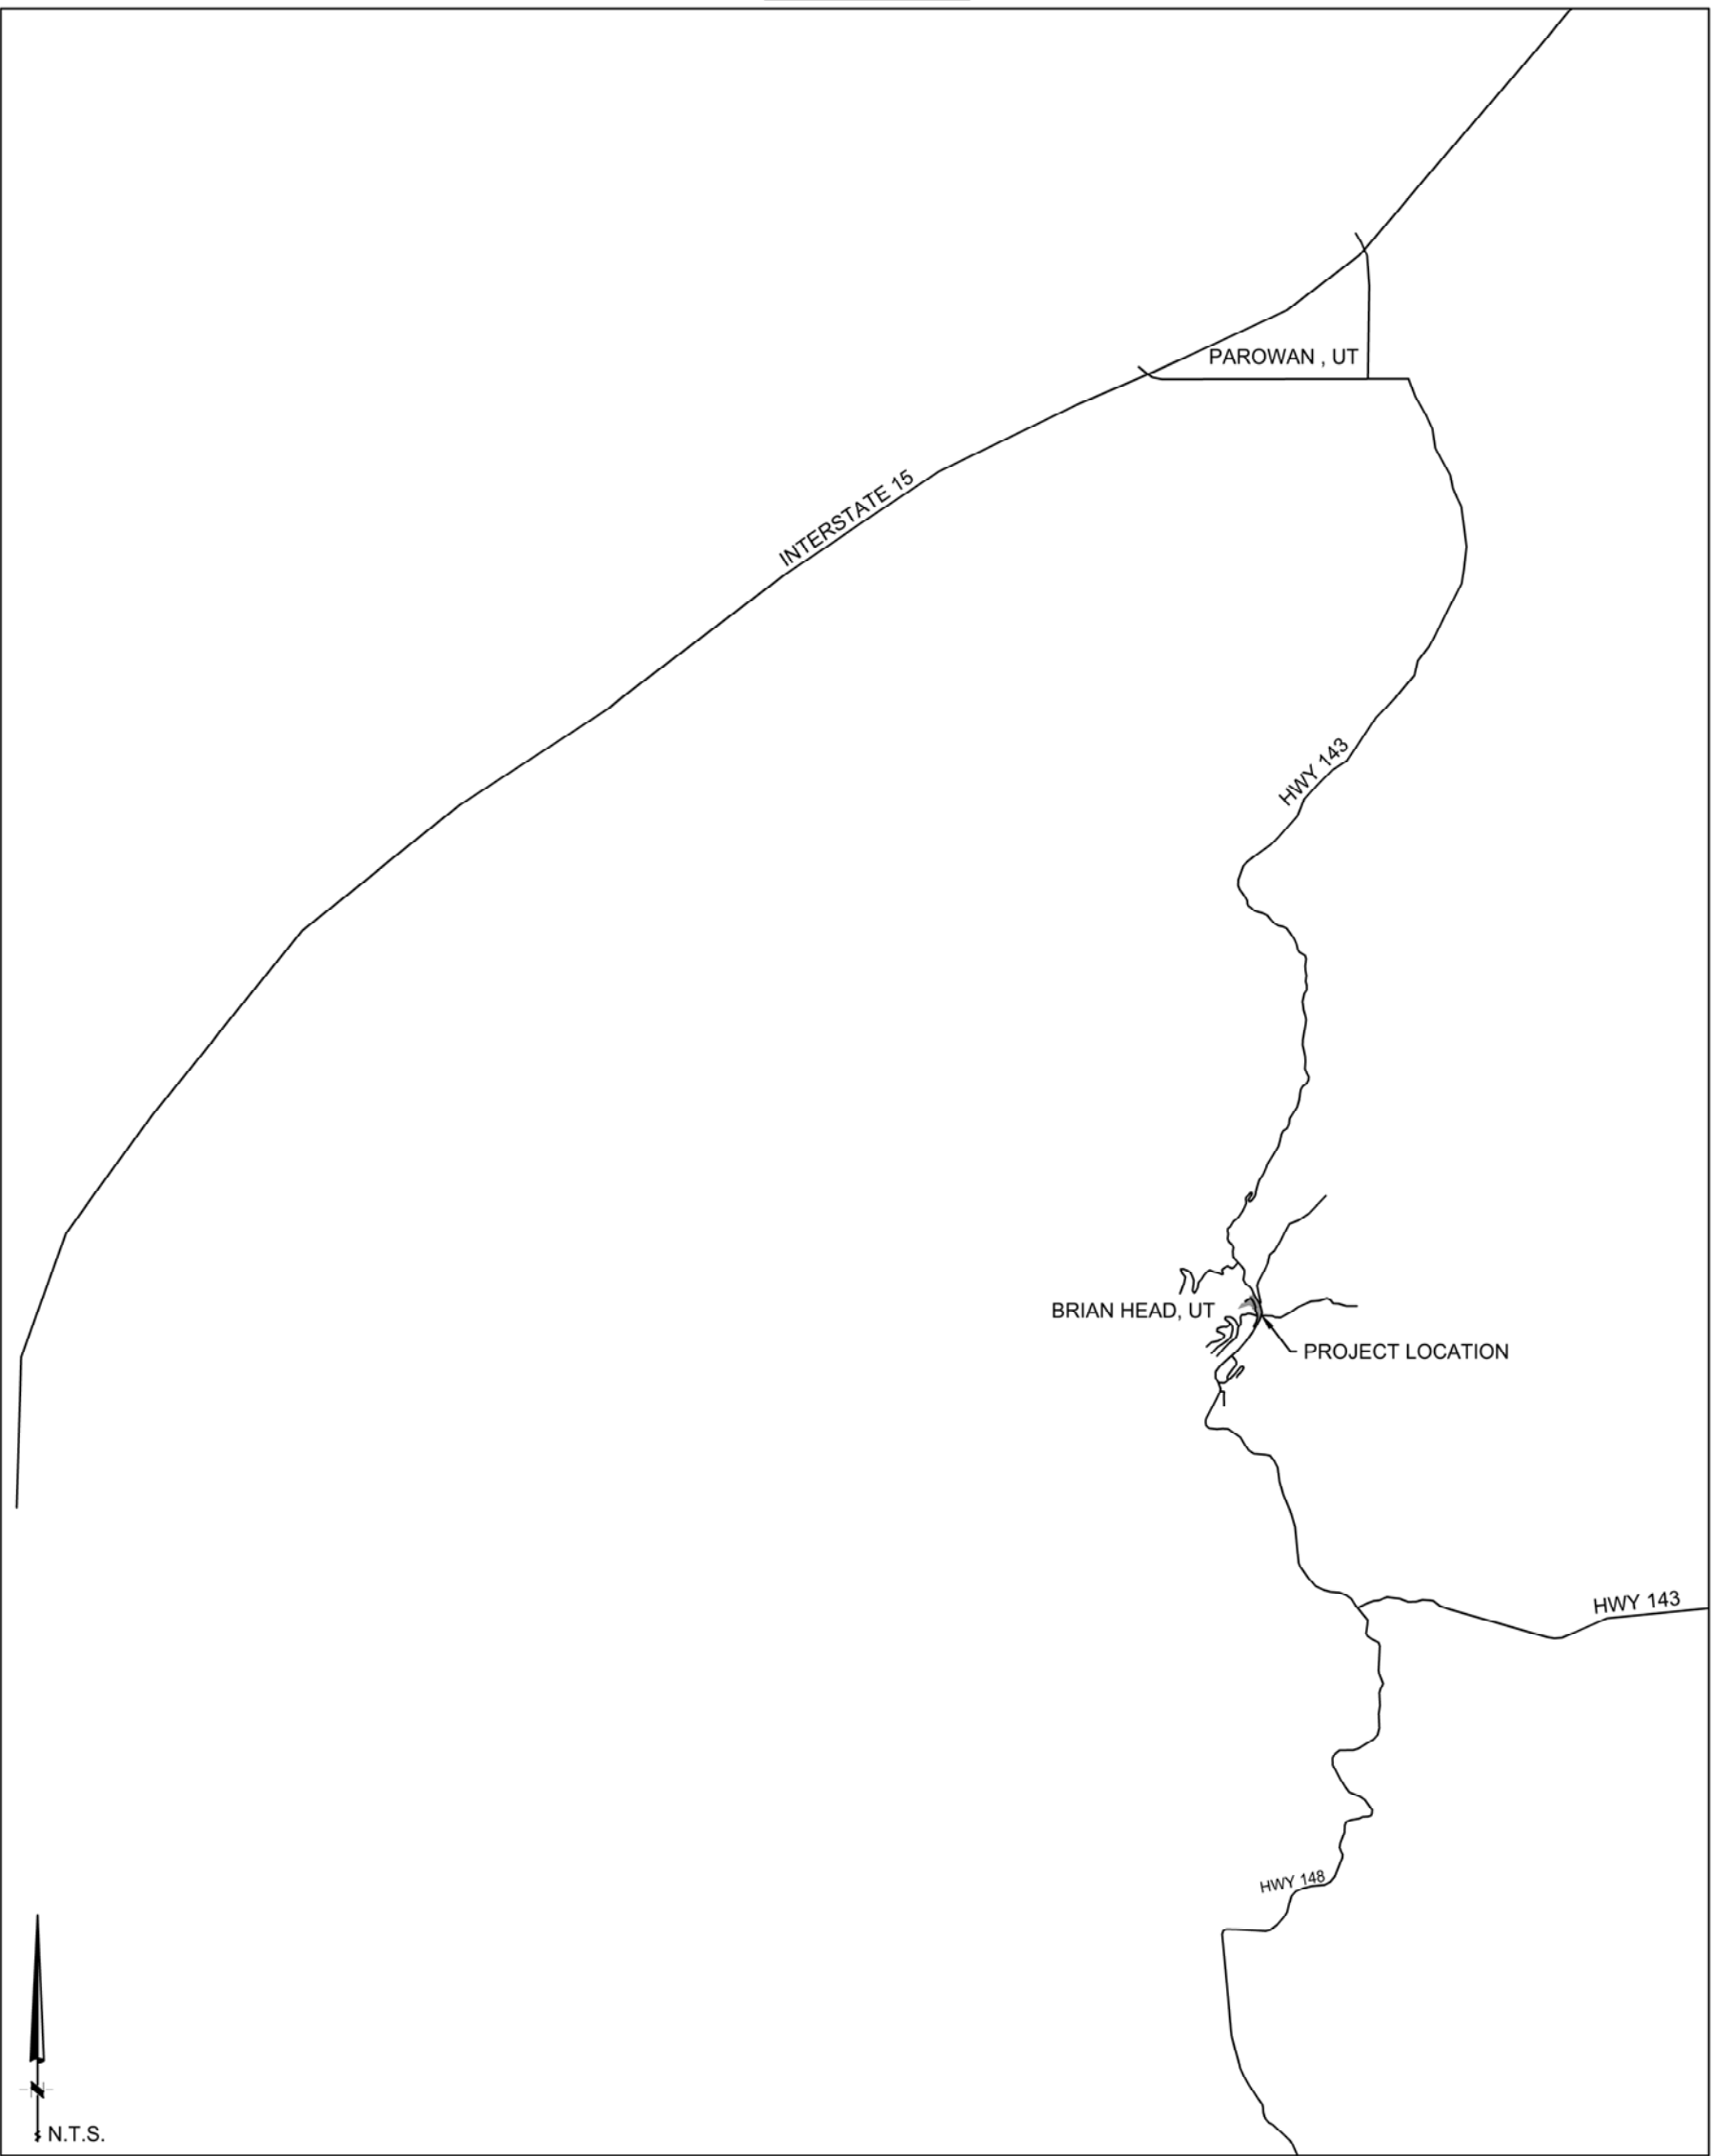 PAROWAN , UT
INTERSTATE 15
HWY 143
BRIAN HEAD, UT
PROJECT LOCATION
HWY 143
HWY 148
N
N.T.S.